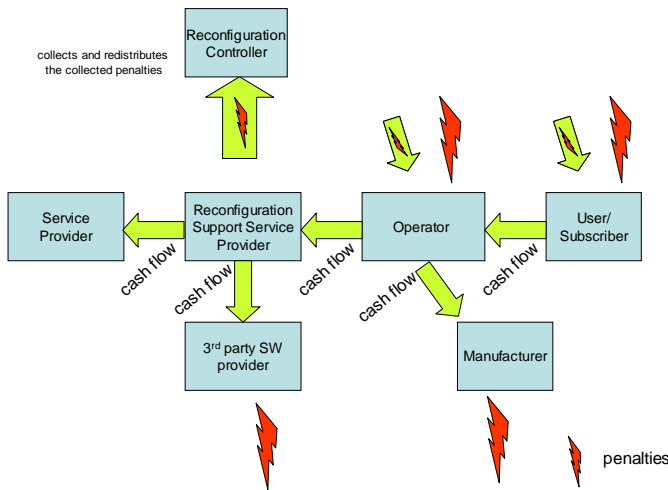 collects and redistributes
the collected penalties
Reconfiguration
Controller
Service
Provider
Reconfiguration
Support Service
Provider
Operator
User/
Subscriber
cash flow
cash flow
cash flow
cash flow
cash flow
3rd party SW
provider
Manufacturer
penalties